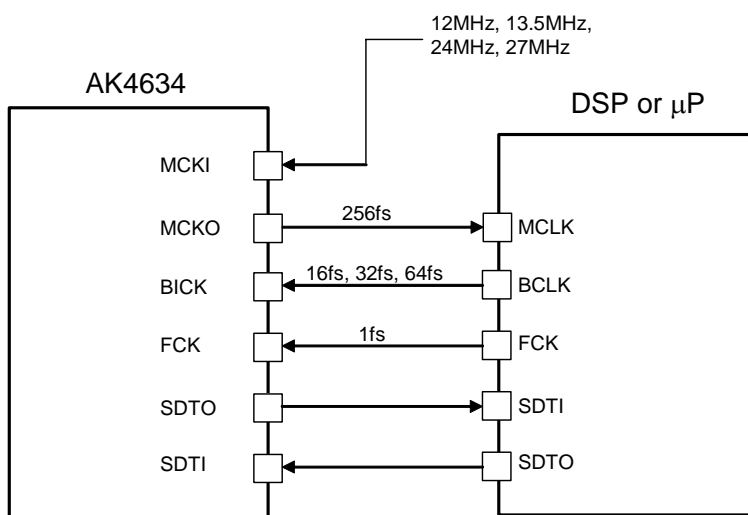 12MHz, 13.5MHz,
24MHz, 27MHz
AK4634
DSP or μP
MCKI
MCKO
256fs
MCLK
BICK
16fs, 32fs, 64fs
BCLK
FCK
1fs
FCK
SDTO
SDTI
SDTI
SDTO